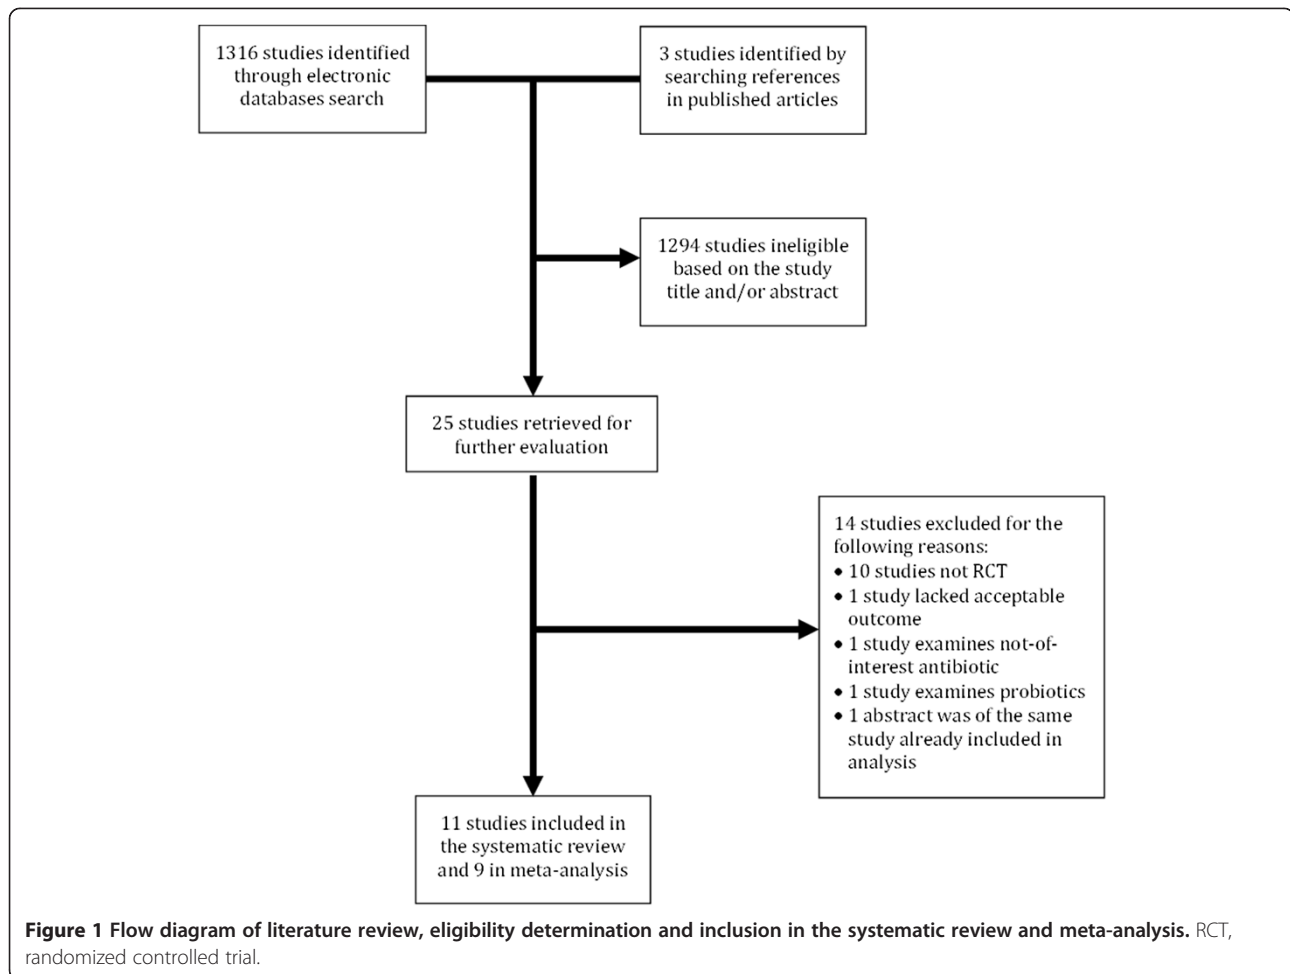 1316 studies identified
through electronic
databases search
3 studies identified by
searching references
in published articles
1294 studies ineligible
based on the study
title and/or abstract
25 studies retrieved for
further evaluation
14 studies excluded for the
following reasons:
• 10 studies not RCT
• 1 study lacked acceptable
outcome
• 1 study examines not-of-
interest antibiotic
• 1 study examines probiotics
• 1 abstract was of the same
study already included in
analysis
11 studies included in
the systematic review
and 9 in meta-analysis
Figure 1 Flow diagram of literature review, eligibility determination and inclusion in the systematic review and meta-analysis. RCT,
randomized controlled trial.